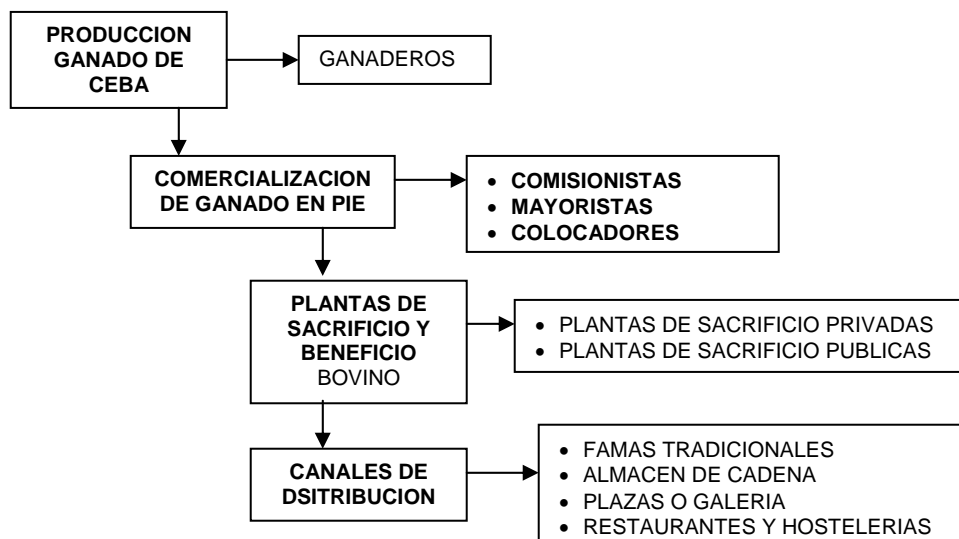 PRODUCCION
GANADO DE
CEBA
GANADEROS
COMERCIALIZACION
DE GANADO EN PIE
• COMISIONISTAS
• MAYORISTAS
• COLOCADORES
PLANTAS DE
SACRIFICIO Y
BENEFICIO
BOVINO
• PLANTAS DE SACRIFICIO PRIVADAS
• PLANTAS DE SACRIFICIO PUBLICAS
CANALES DE
DSITRIBUCION
• FAMAS TRADICIONALES
• ALMACEN DE CADENA
• PLAZAS O GALERIA
• RESTAURANTES Y HOSTELERIAS